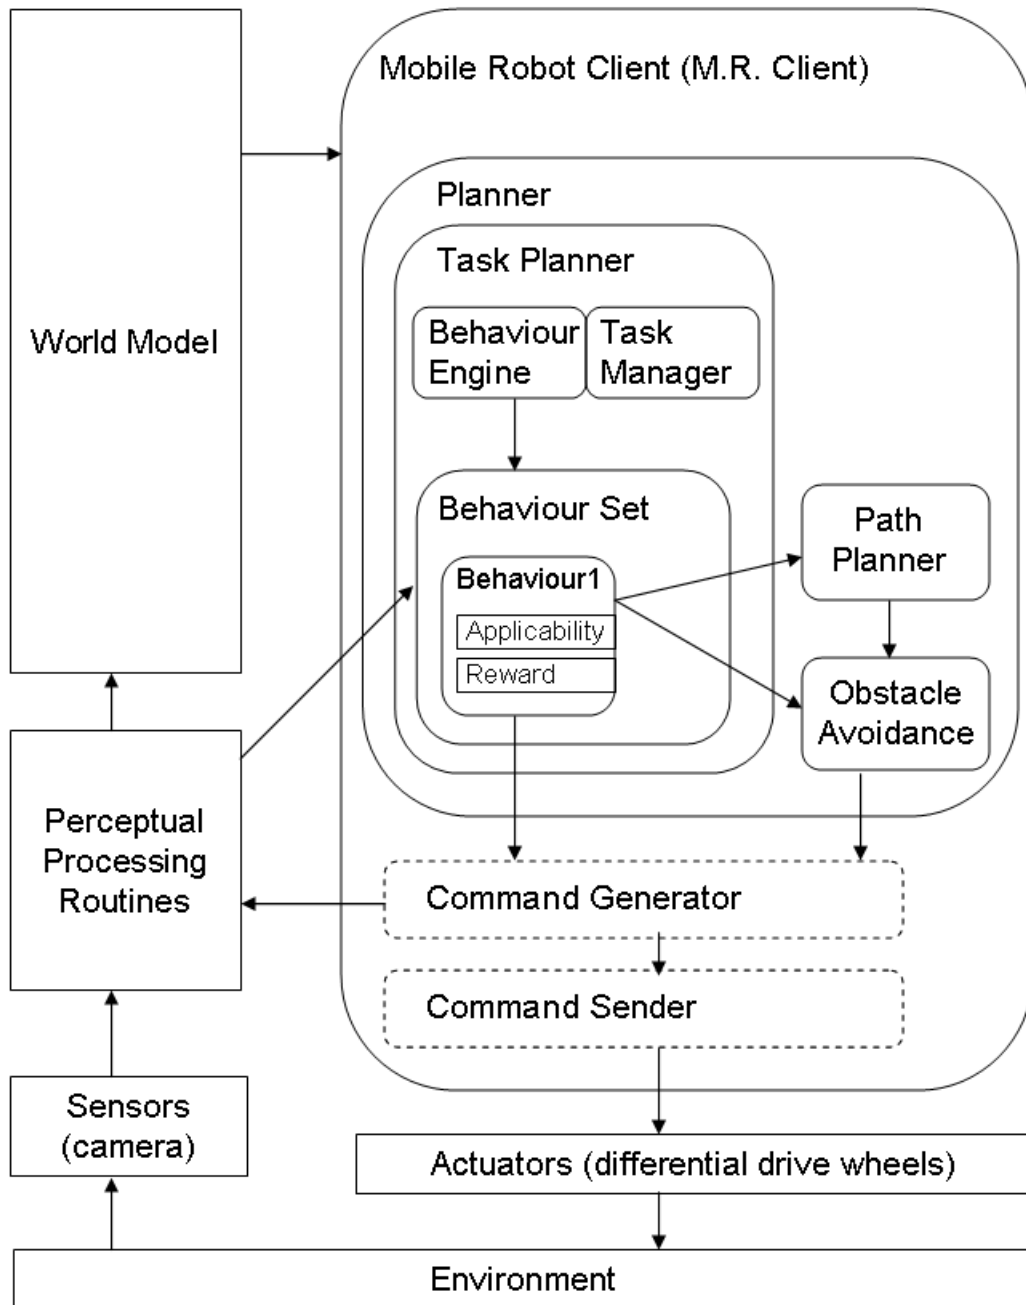 Mobile Robot Client (M.R. Client)
Planner
Task Planner
Behaviour
Engine
Task
Manager
World Model
Behaviour Set
Behaviour1
Applicability
Reward
Path
Planner
Obstacle
Avoidance
Perceptual
Processing
Routines
Command Generator
Command Sender
Sensors
(camera)
Actuators (differential drive wheels)
Environment